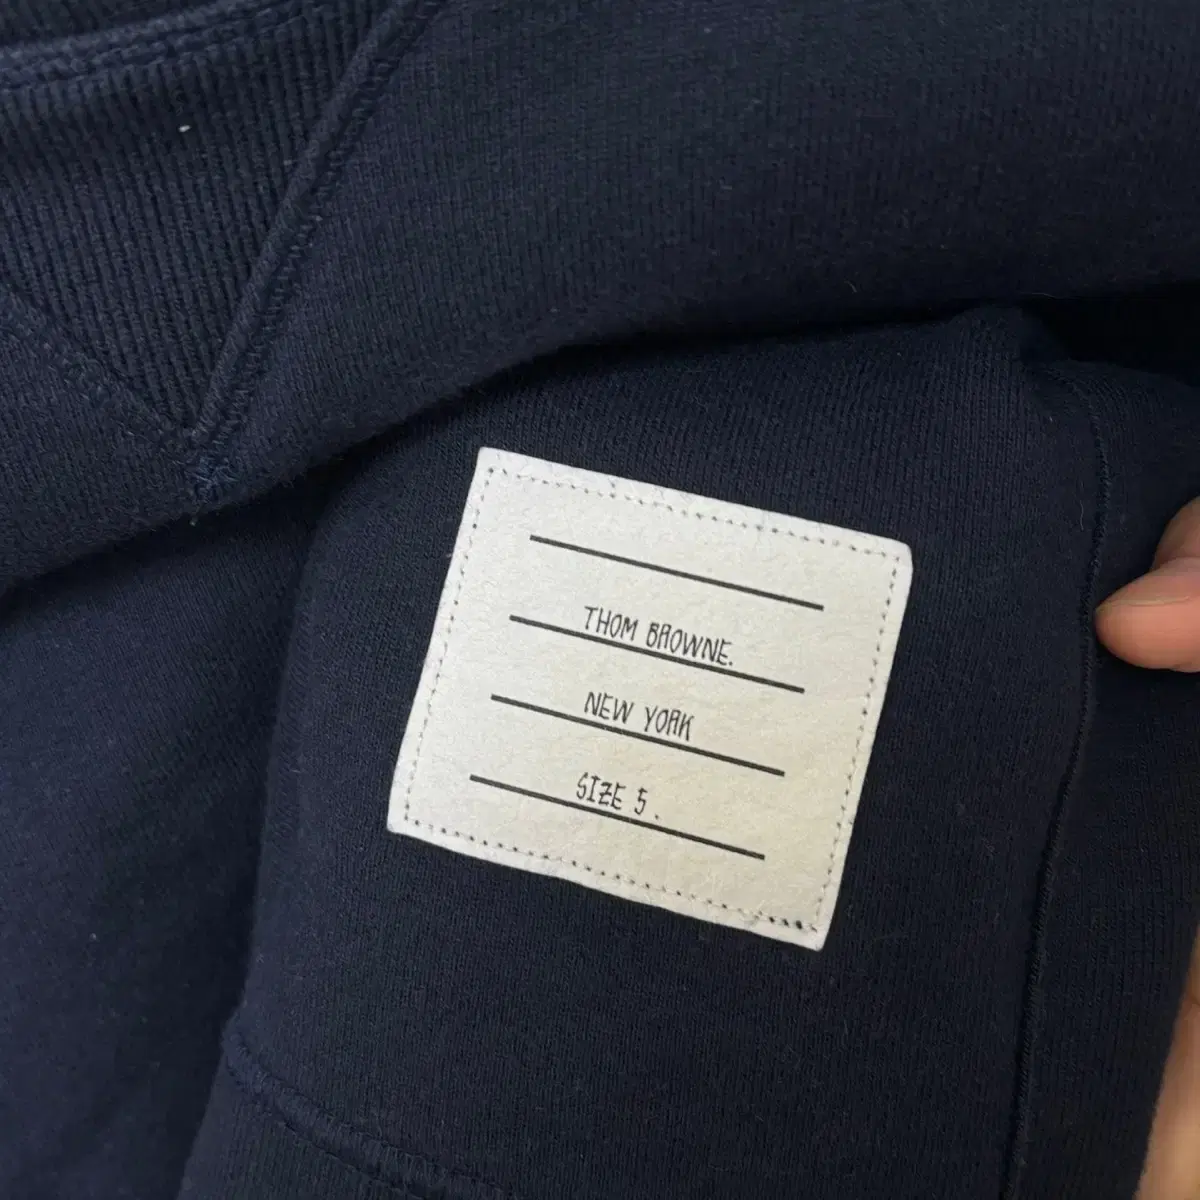 THOM BROWNE.
NEW YORK
SIZE 5 .